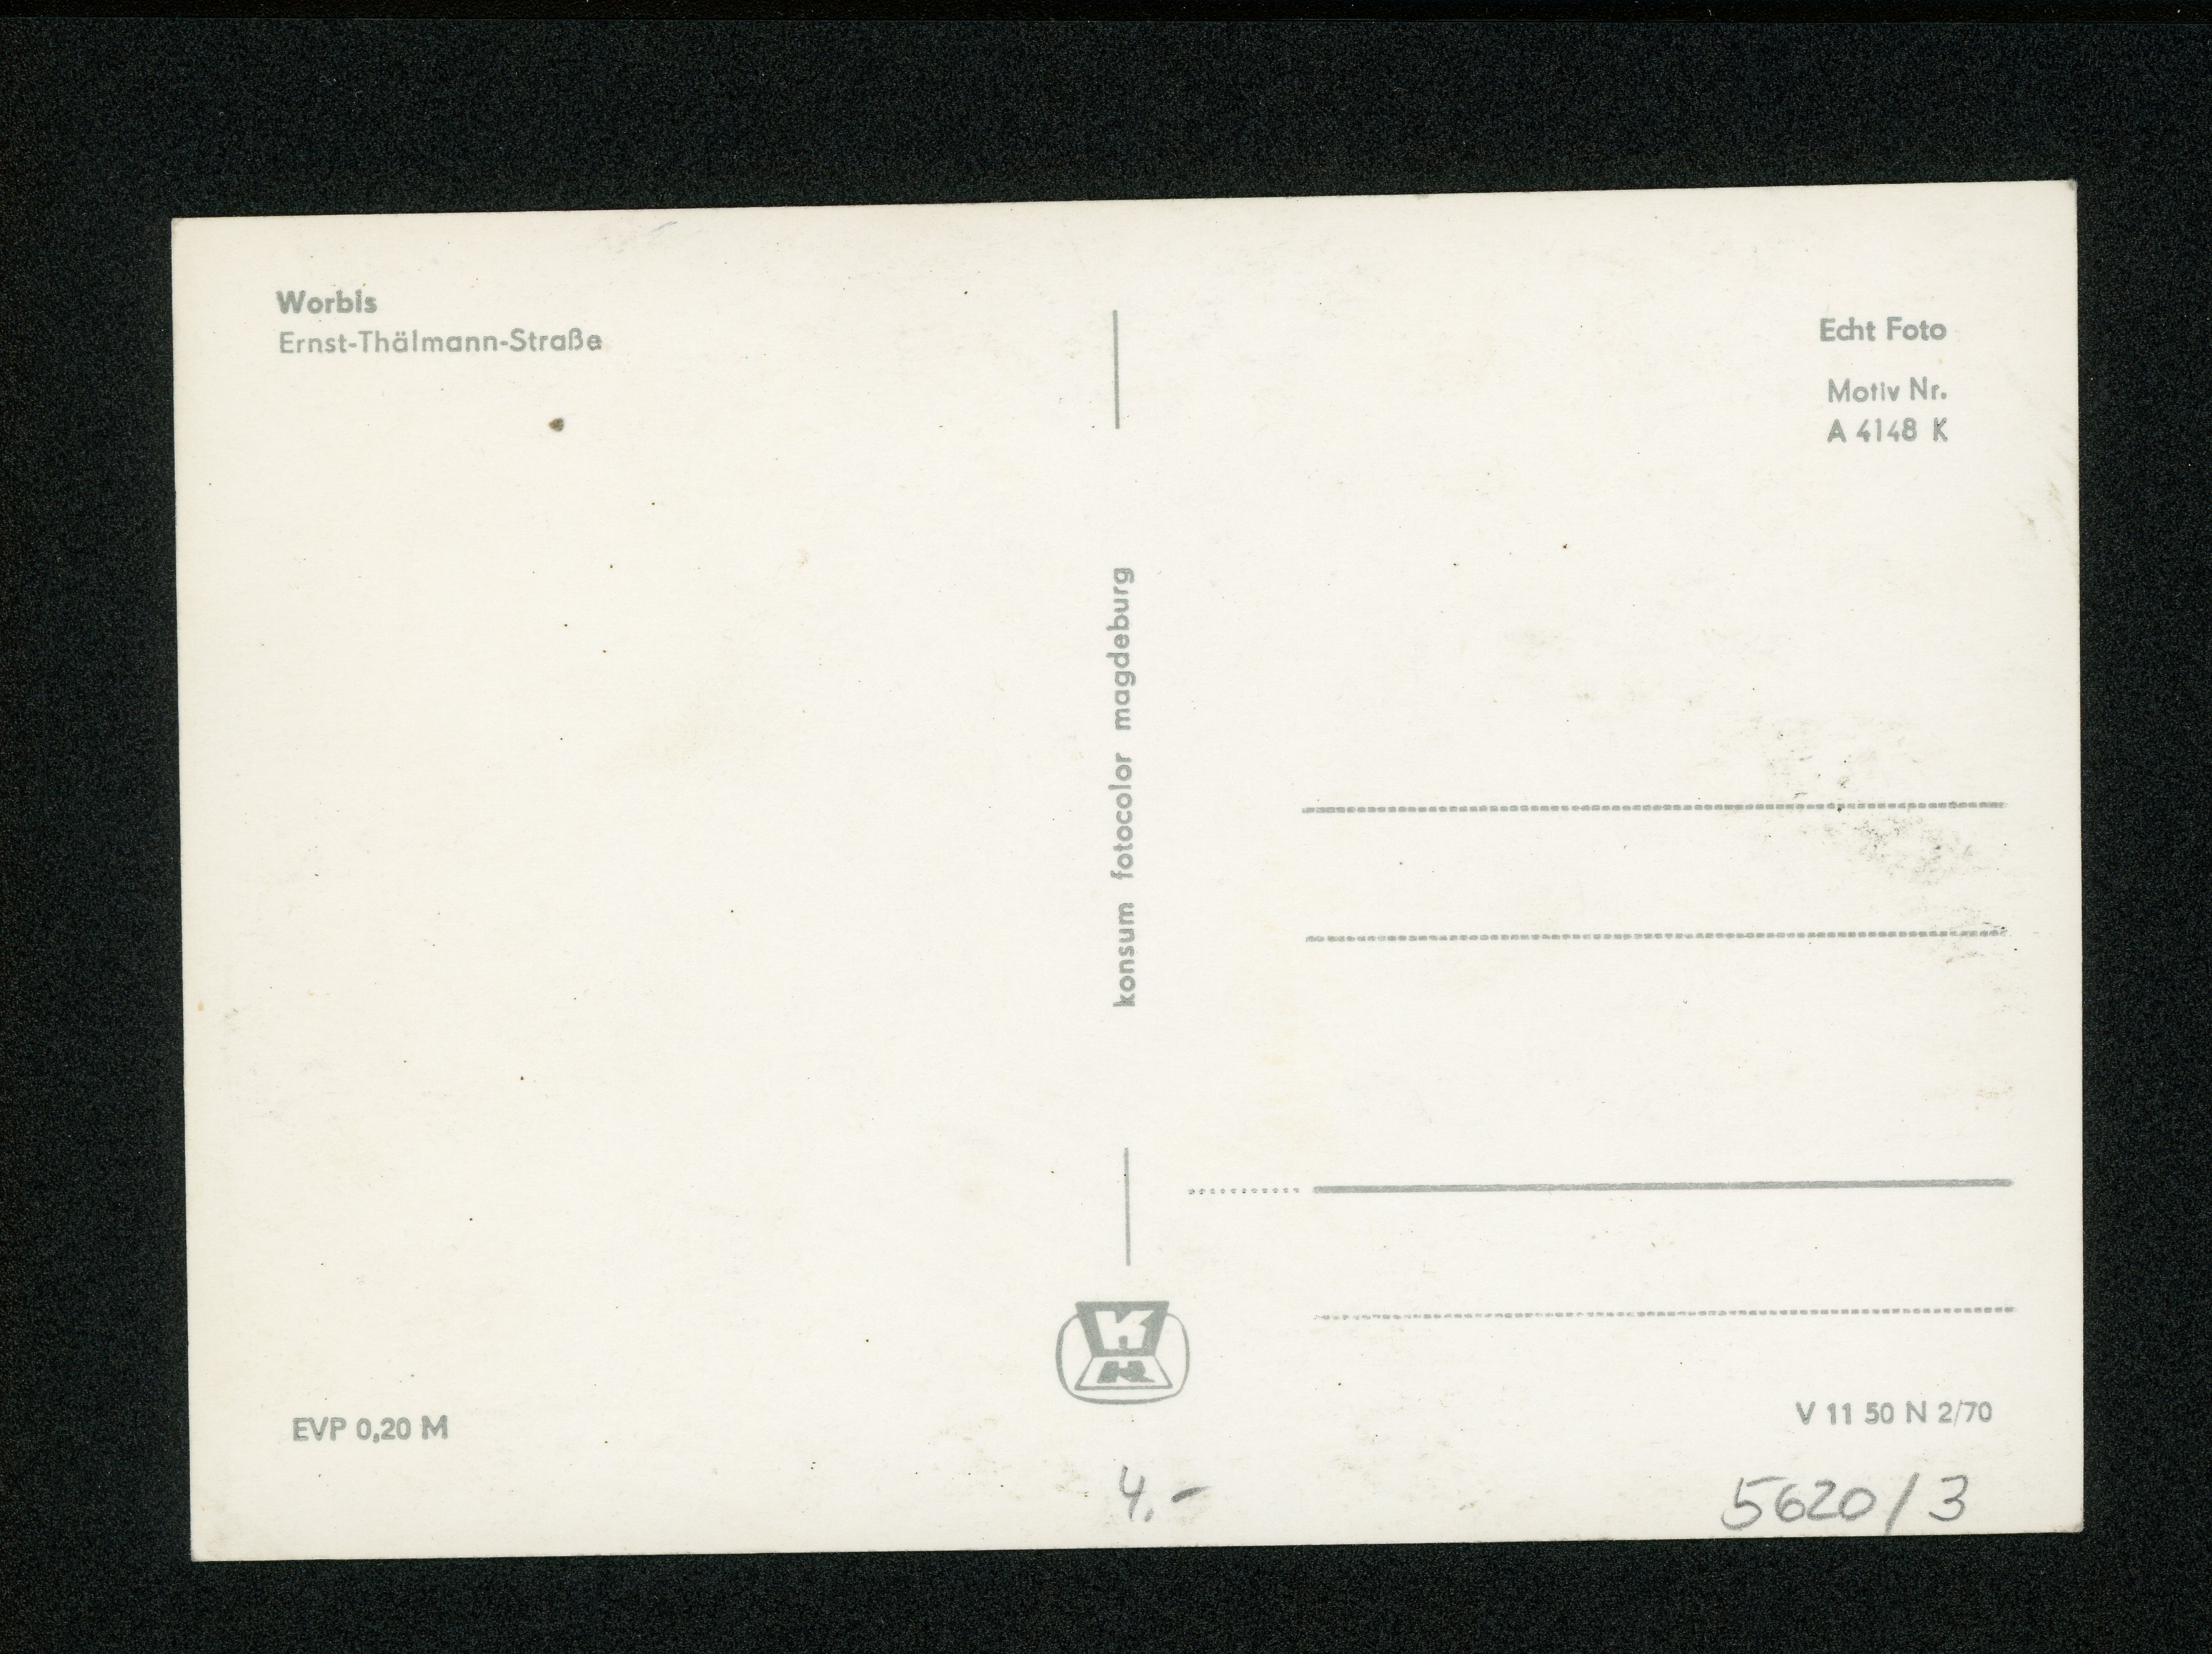 Worbis
Ernst-Thälmann-Straße
Echt Foto
Motiv Nr.
A 4148 K
konsum fotocolor magdeburg
K
EVP 0,20 M
V 11 50 N 2/70
4.-
5620/3